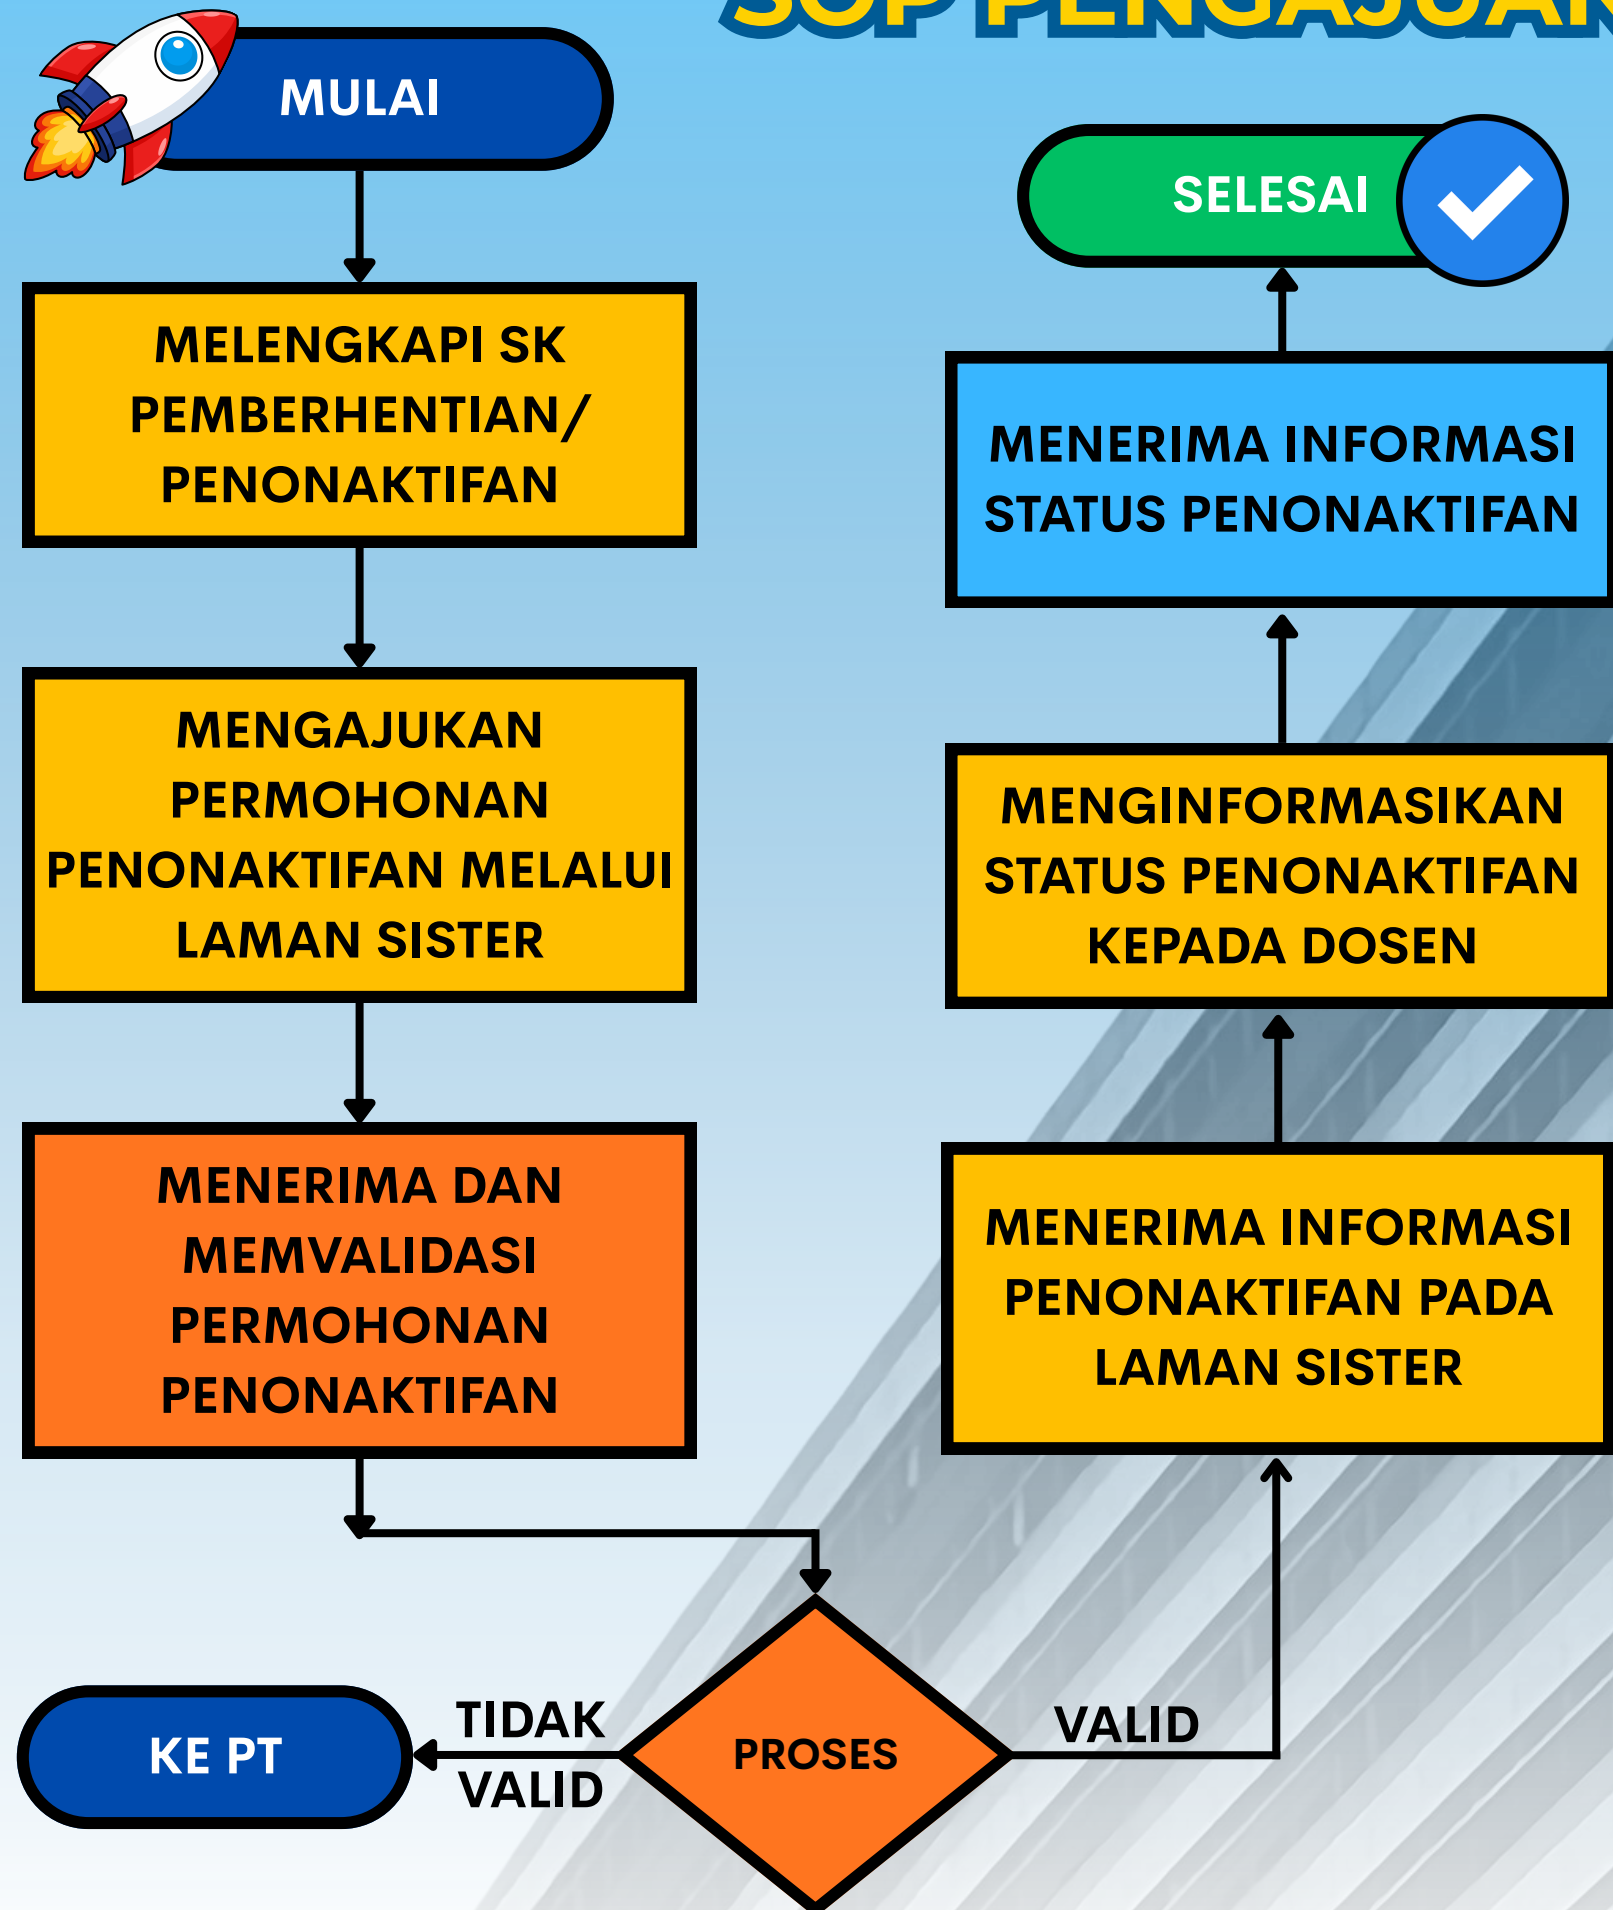 SOP PENGAJUAN
MULAI
MELENGKAPI SK
PEMBERHENTIAN/
PENONAKTIFAN
MENGAJUKAN
PERMOHONAN
PENONAKTIFAN MELALUI
LAMAN SISTER
MENERIMA DAN
MEMVALIDASI
PERMOHONAN
PENONAKTIFAN
PROSES
TIDAK
VALID
KE PT
VALID
MENERIMA INFORMASI
PENONAKTIFAN PADA
LAMAN SISTER
MENGINFORMASIKAN
STATUS PENONAKTIFAN
KEPADA DOSEN
MENERIMA INFORMASI
STATUS PENONAKTIFAN
SELESAI